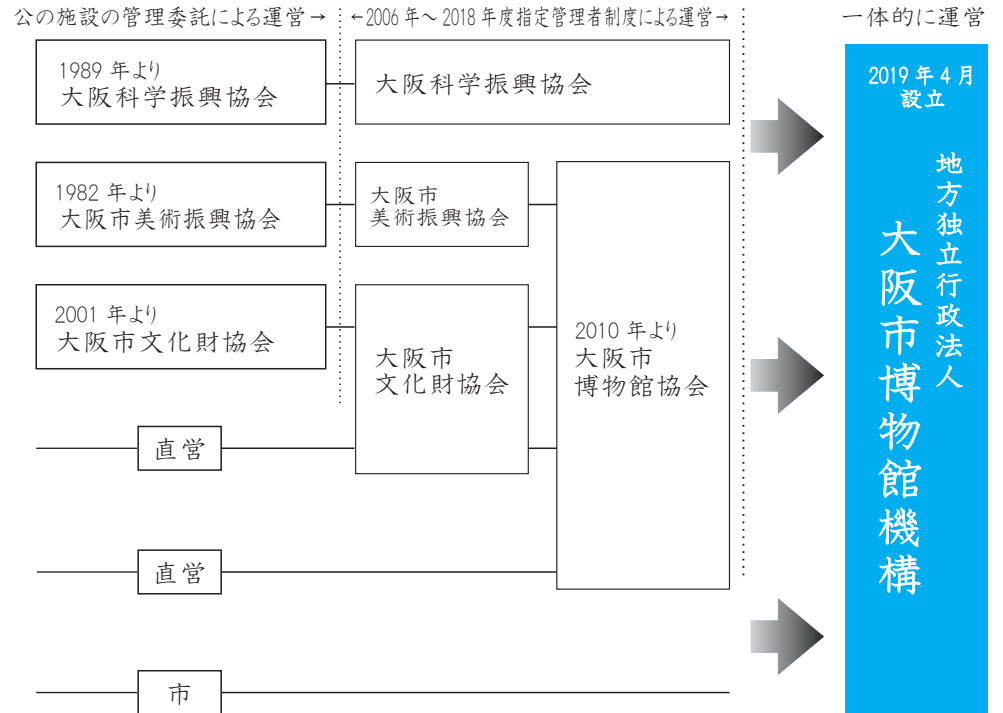 公の施設の管理委託による運営→
←2006年〜2018年度指定管理者制度による運営→
一体的に運営
1989年より
大阪科学振興協会
大阪科学振興協会
1982年より
大阪市美術振興協会
大阪市
美術振興協会
2001年より
大阪市文化財協会
大阪市
文化財協会
2010年より
大阪市
博物館協会
直営
直営
市
2019年4月
設立
地方独立行政法人
大阪市博物館機構